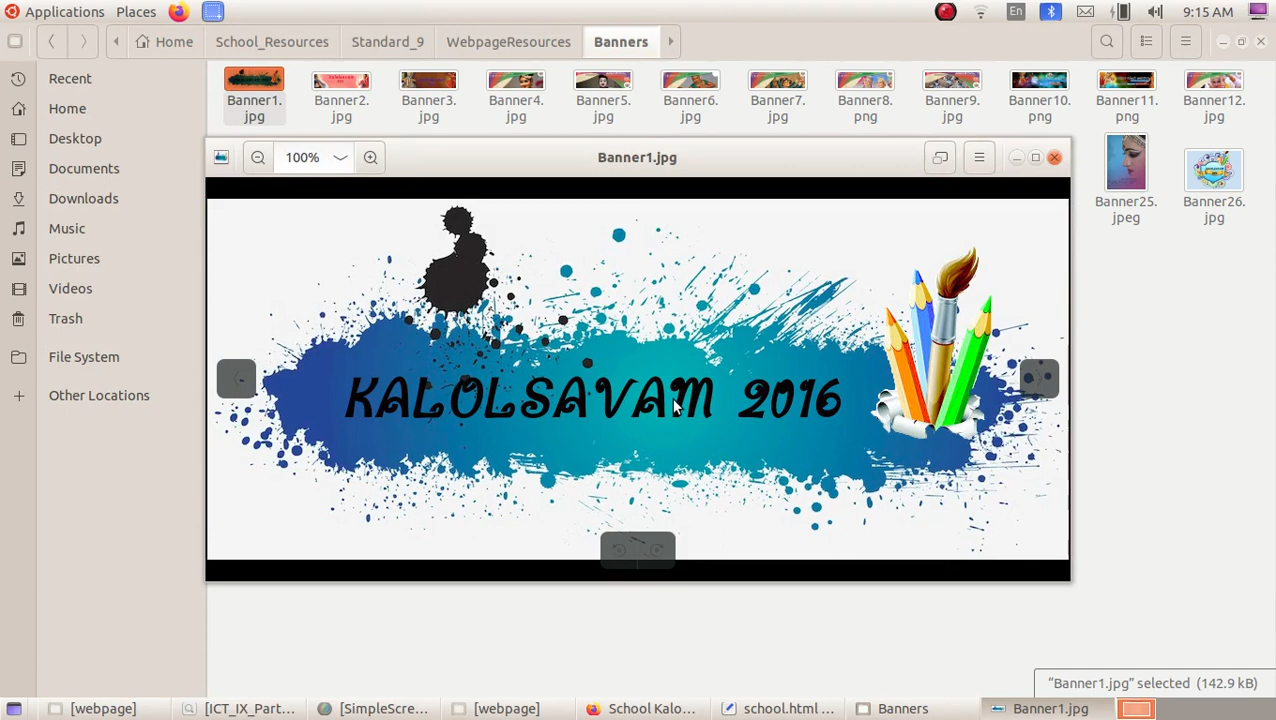 Applications Places En 9:15 AM
Home School_Resources Standard_9 WebpageResources Banners
Recent
Home
Desktop
Documents
Downloads
Music
Pictures
Videos
Trash
File System
Other Locations
Banner1.jpg
Banner2.jpg
Banner3.jpg
Banner4.jpg
Banner5.jpg
Banner6.jpg
Banner7.jpg
Banner8.png
Banner9.jpg
Banner10.png
Banner11.png
Banner12.jpg
Banner25.jpeg
Banner26.jpg
100% Banner1.jpg
KALOLSAVAM 2016
“Banner1.jpg” selected (142.9 kB)
[webpage] [ICT_IX_Part... [SimpleScre... [webpage] School Kalo... school.html ... Banners Banner1.jpg